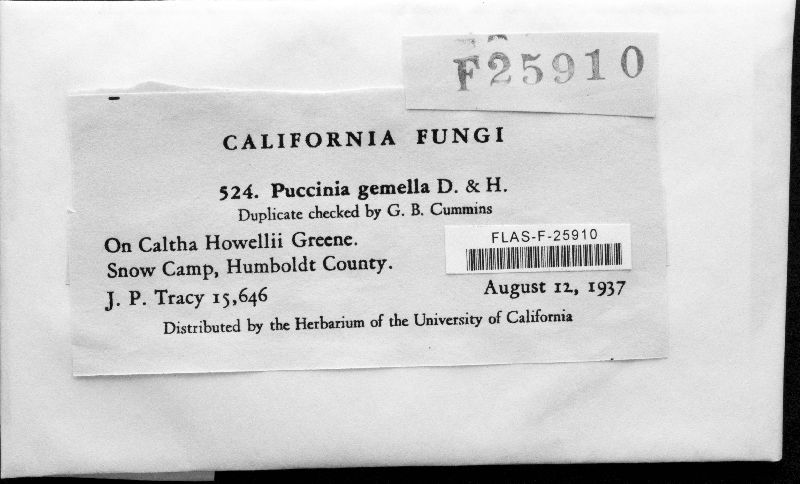 F25910
CALIFORNIA FUNGI
524. Puccinia gemella D. & H.
Duplicate checked by G. B. Cummins
On Caltha Howellii Greene.
FLAS-F-25910
Snow Camp, Humboldt County.
J. P. Tracy 15,646
August 12, 1937
Distributed by the Herbarium of the University of California